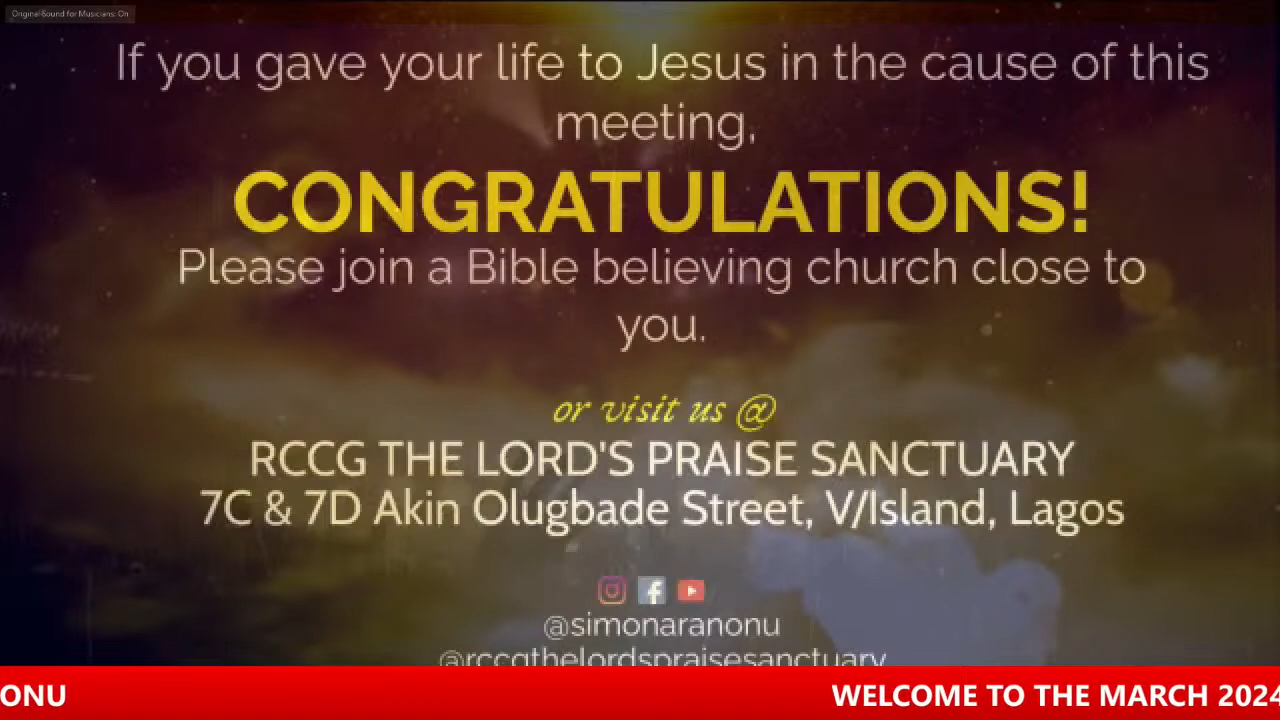 Original Sound for Musicians: On
If you gave your life to Jesus in the cause of this
meeting,
CONGRATULATIONS!
Please join a Bible believing church close to
you.
or visit us @
RCCG THE LORD'S PRAISE SANCTUARY
7C & 7D Akin Olugbade Street, V/Island, Lagos
@simonaranonu
@rccgthelordspraisesanctuary
ONU WELCOME TO THE MARCH 2024